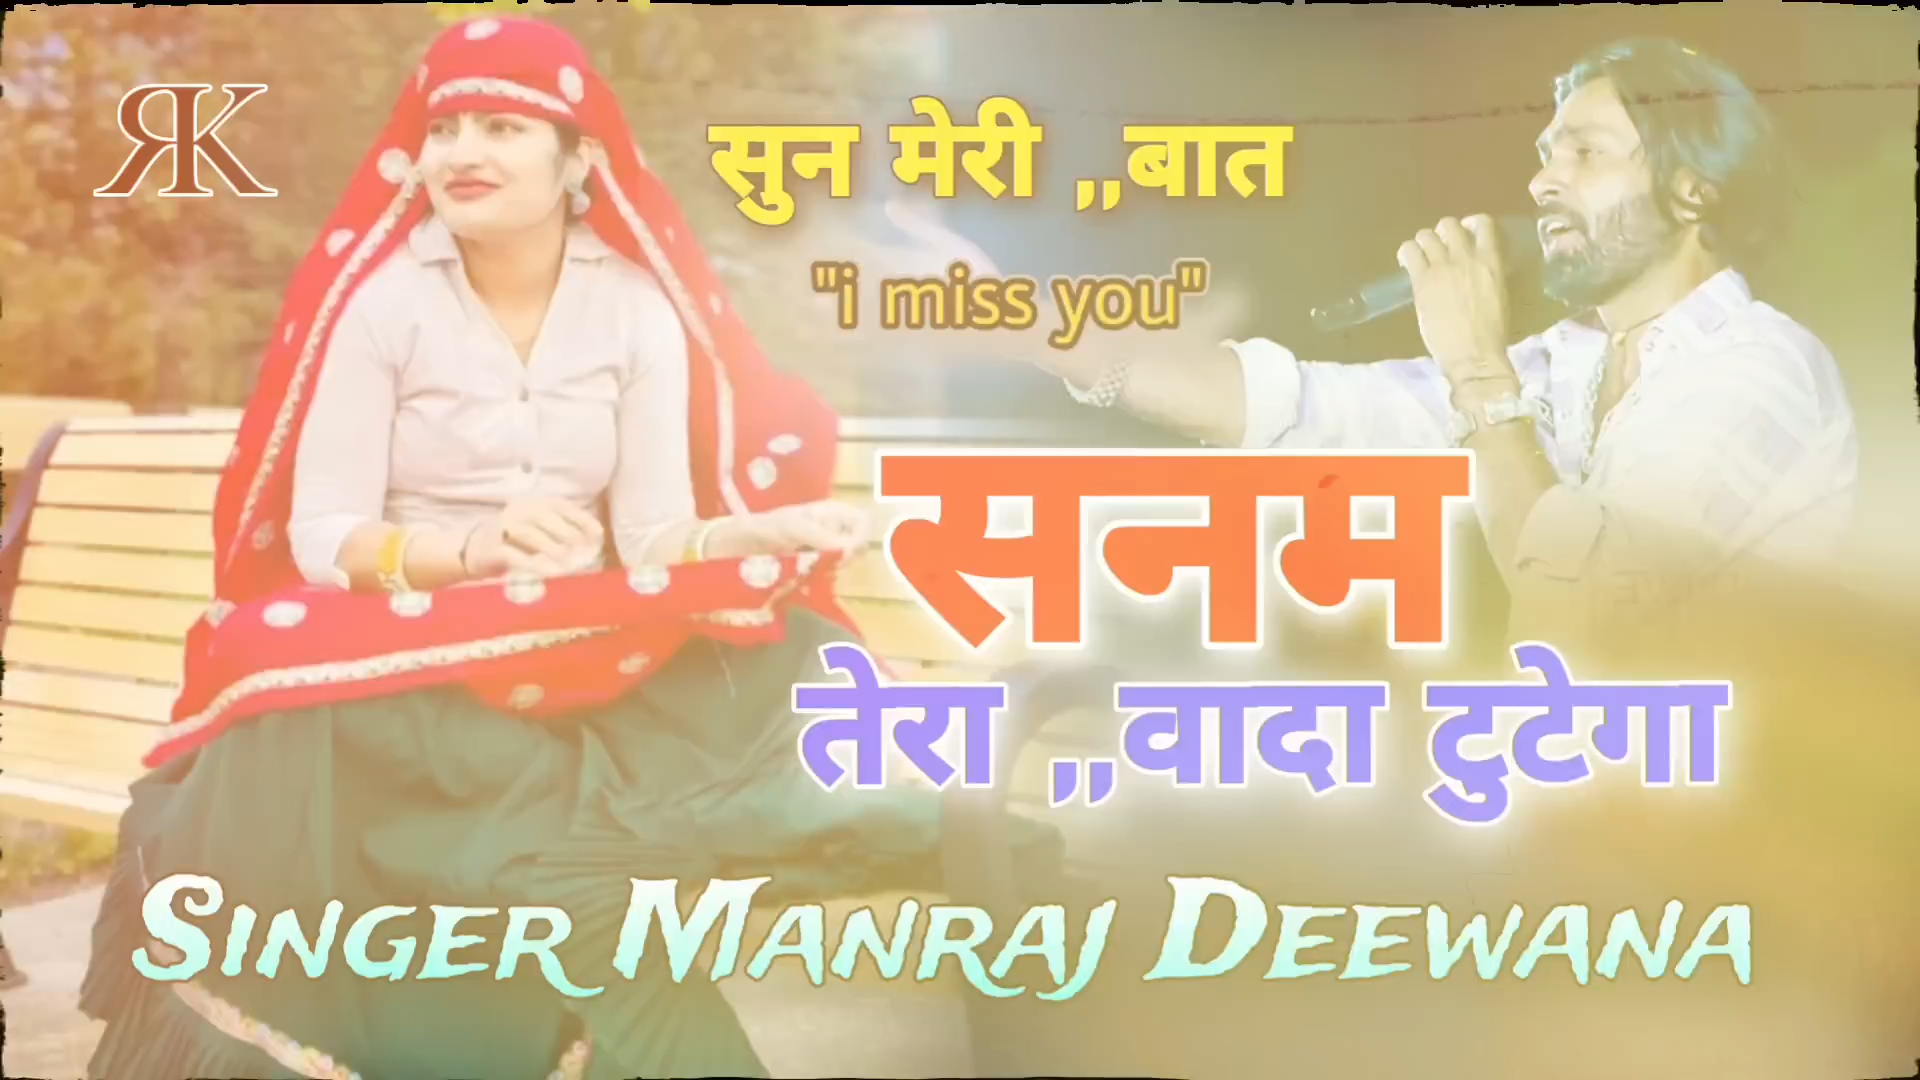 RK
सुन मेरी ,,बात
"i miss you"
सनम
तेरा ,,वादा टुटेगा
SINGER MANRAJ DEEWANA